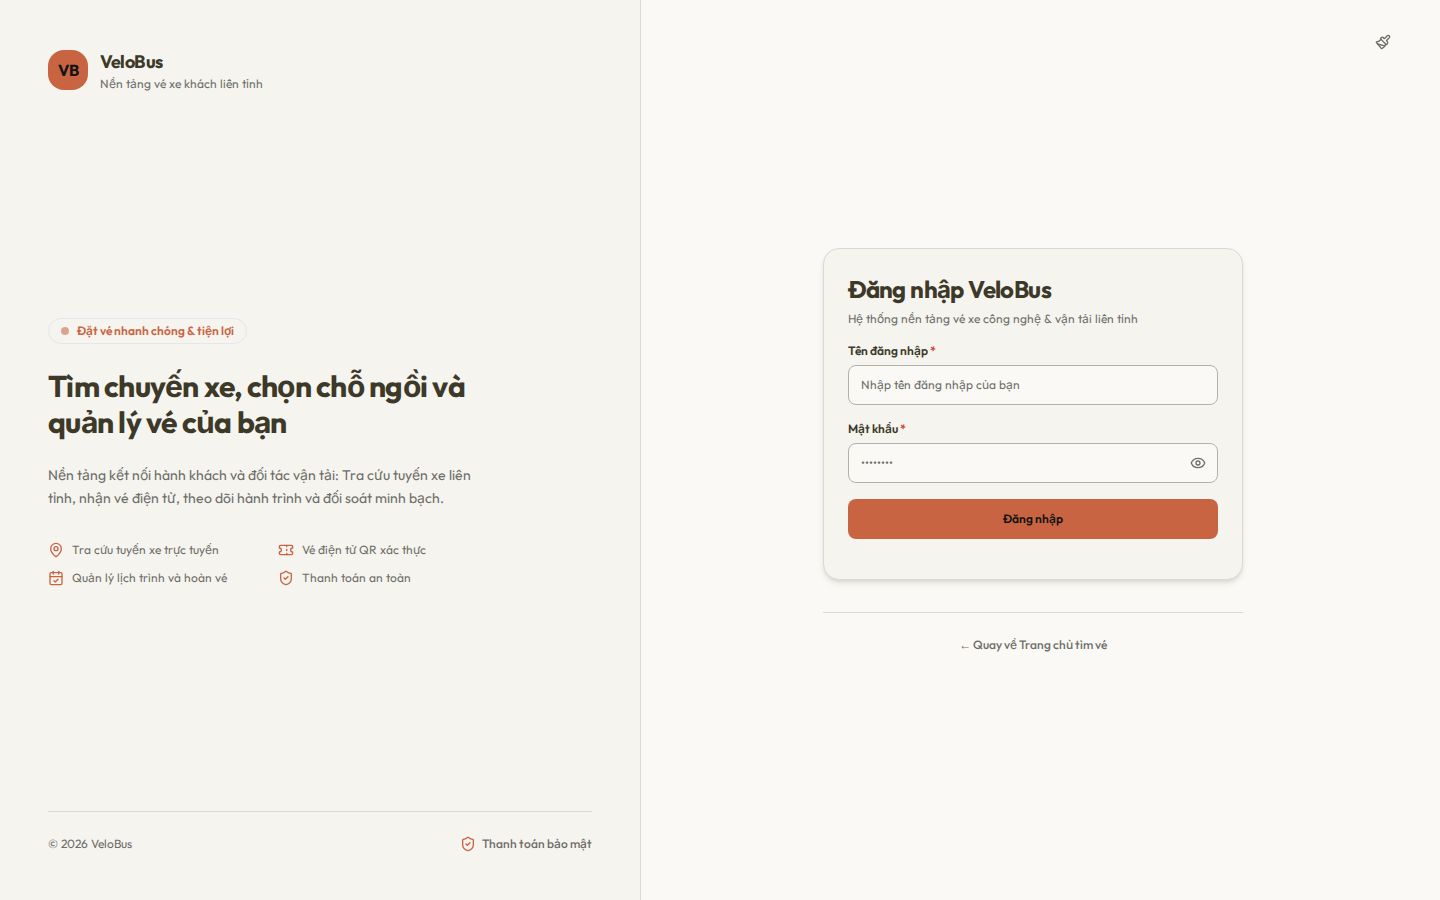 VB
VeloBus
Nền tảng vé xe khách liên tỉnh
Đặt vé nhanh chóng & tiện lợi
Tìm chuyến xe, chọn chỗ ngồi và
quản lý vé của bạn
Nền tảng kết nối hành khách và đối tác vận tải: Tra cứu tuyến xe liên
tỉnh, nhận vé điện tử, theo dõi hành trình và đối soát minh bạch.
Tra cứu tuyến xe trực tuyến
Vé điện tử QR xác thực
Quản lý lịch trình và hoàn vé
Thanh toán an toàn
© 2026 VeloBus
Thanh toán bảo mật
Đăng nhập VeloBus
Hệ thống nền tảng vé xe công nghệ & vận tải liên tỉnh
Tên đăng nhập *
Nhập tên đăng nhập của bạn
Mật khẩu *
••••••••
Đăng nhập
← Quay về Trang chủ tìm vé